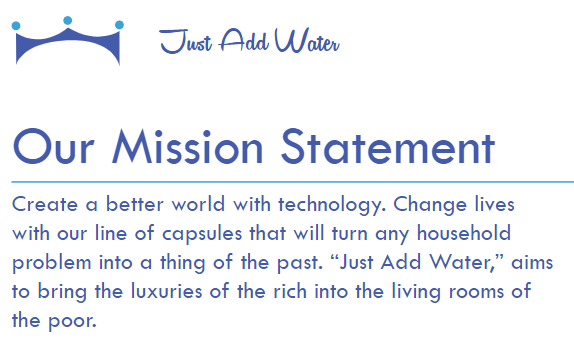 Just Add Water
Our Mission Statement
Create a better world with technology. Change lives
with our line of capsules that will turn any household
problem into a thing of the past. “Just Add Water,” aims
to bring the luxuries of the rich into the living rooms of
the poor.